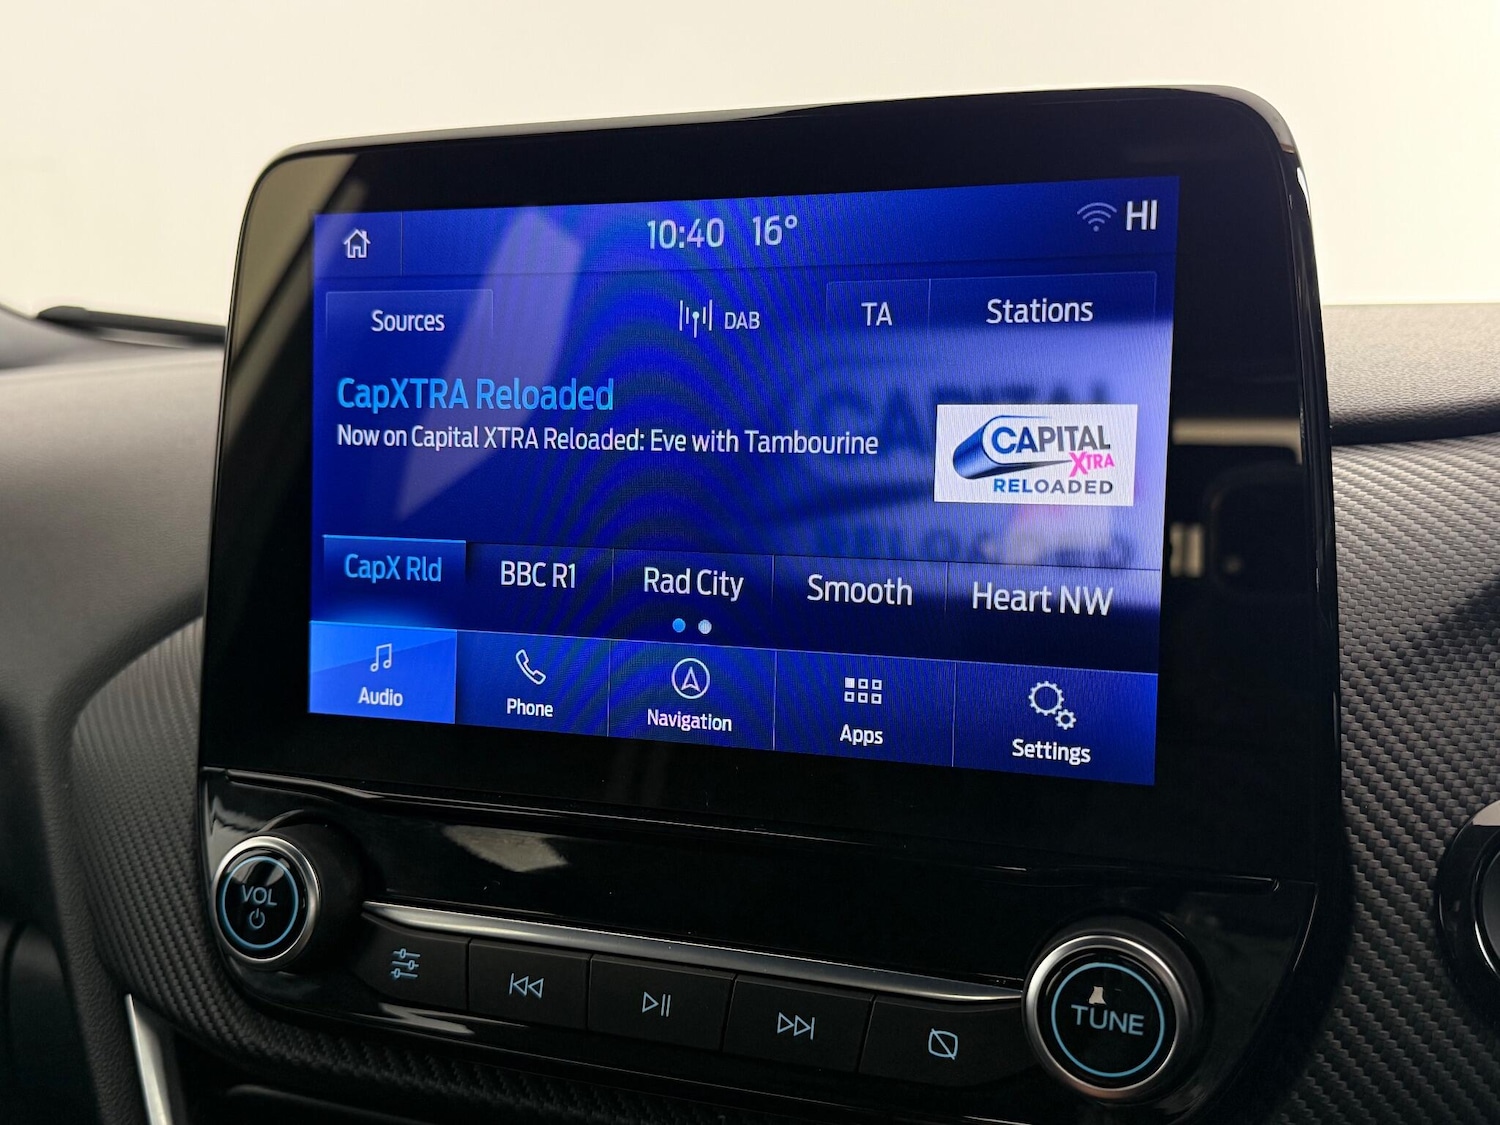 10:40 16° HI
Sources DAB TA Stations
CapXTRA Reloaded
Now on Capital XTRA Reloaded: Eve with Tambourine
CAPITAL
XTRA
RELOADED
CapX Rld BBC R1 Rad City Smooth Heart NW
Audio Phone Navigation Apps Settings
VOL
TUNE